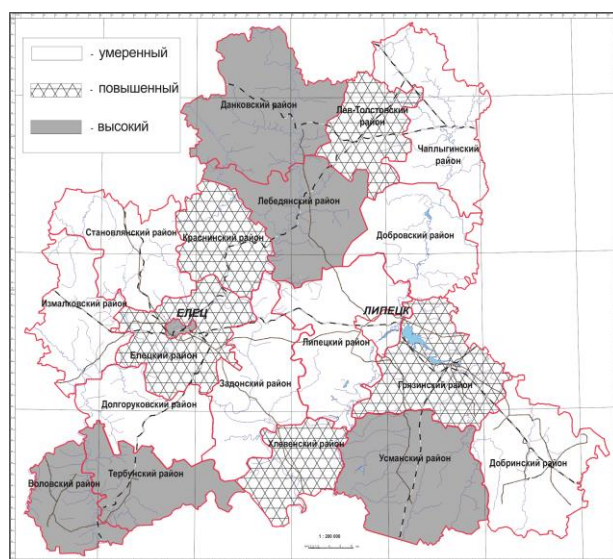 - умеренный
- повышенный
- высокий
Данковский район
Лев-Толстовский
район
Чаплыгинский
район
Лебедянский район
Становлянский район
Краснинский район
Добровский район
Измалковский район
ЕЛЕЦ
ЛИПЕЦК
Елецкий район
Липецкий район
Задонский район
Грязинский район
Долгоруковский район
Хлевенский район
Тербунский район
Воловский район
Усманский район
Добринский район